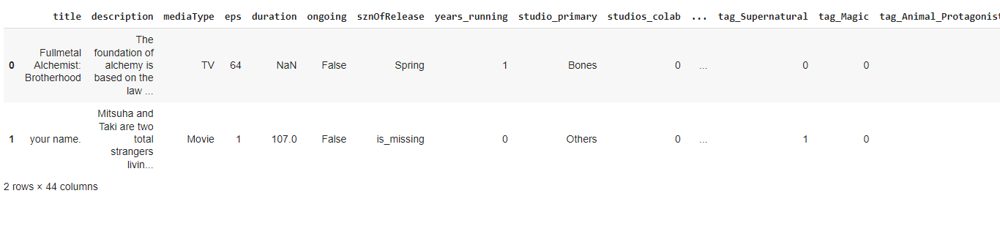 title description mediaType eps duration ongoing sznOfRelease years_running studio_primary studios_colab ... tag_Supernatural tag_Magic tag_Animal_Protagonist
The
Fullmetal foundation of
0 Alchemist: alchemy is TV 64 NaN False Spring 1 Bones 0 ... 0 0
Brotherhood based on the
law ...
Mitsuha and
Taki are two
1 your name. total Movie 1 107.0 False is_missing 0 Others 0 ... 1 0
strangers
livin...
2 rows × 44 columns